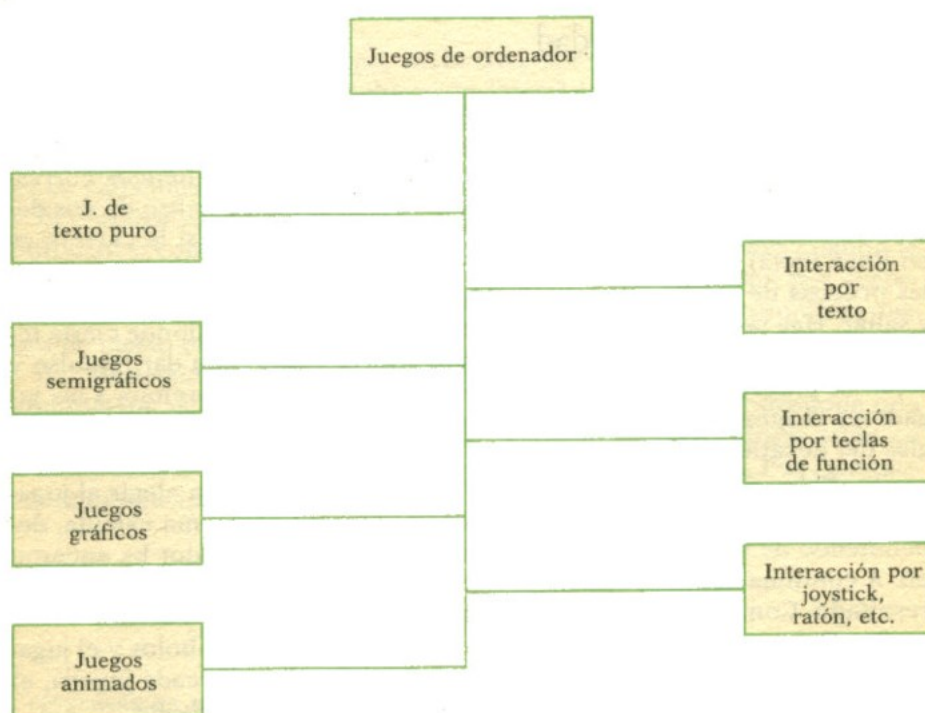 Juegos de ordenador
J. de
texto puro
Juegos
semigráficos
Juegos
gráficos
Juegos
animados
Interacción
por
texto
Interacción
por teclas
de función
Interacción por
joystick,
ratón, etc.